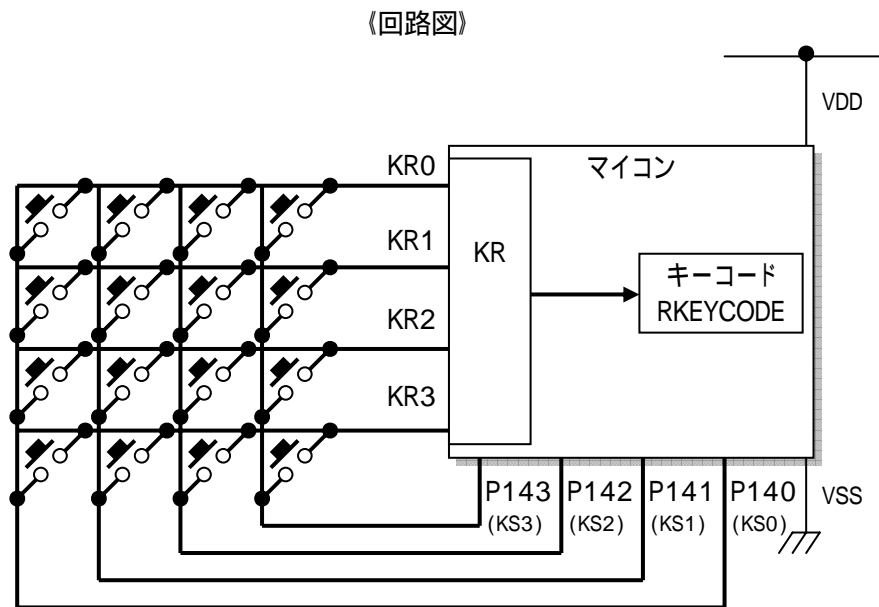 《回路図》
VDD
KR0
マイコン
KR1
KR
キーコード
RKEYCODE
KR2
KR3
P143 P142 P141 P140 VSS
(KS3) (KS2) (KS1) (KS0)